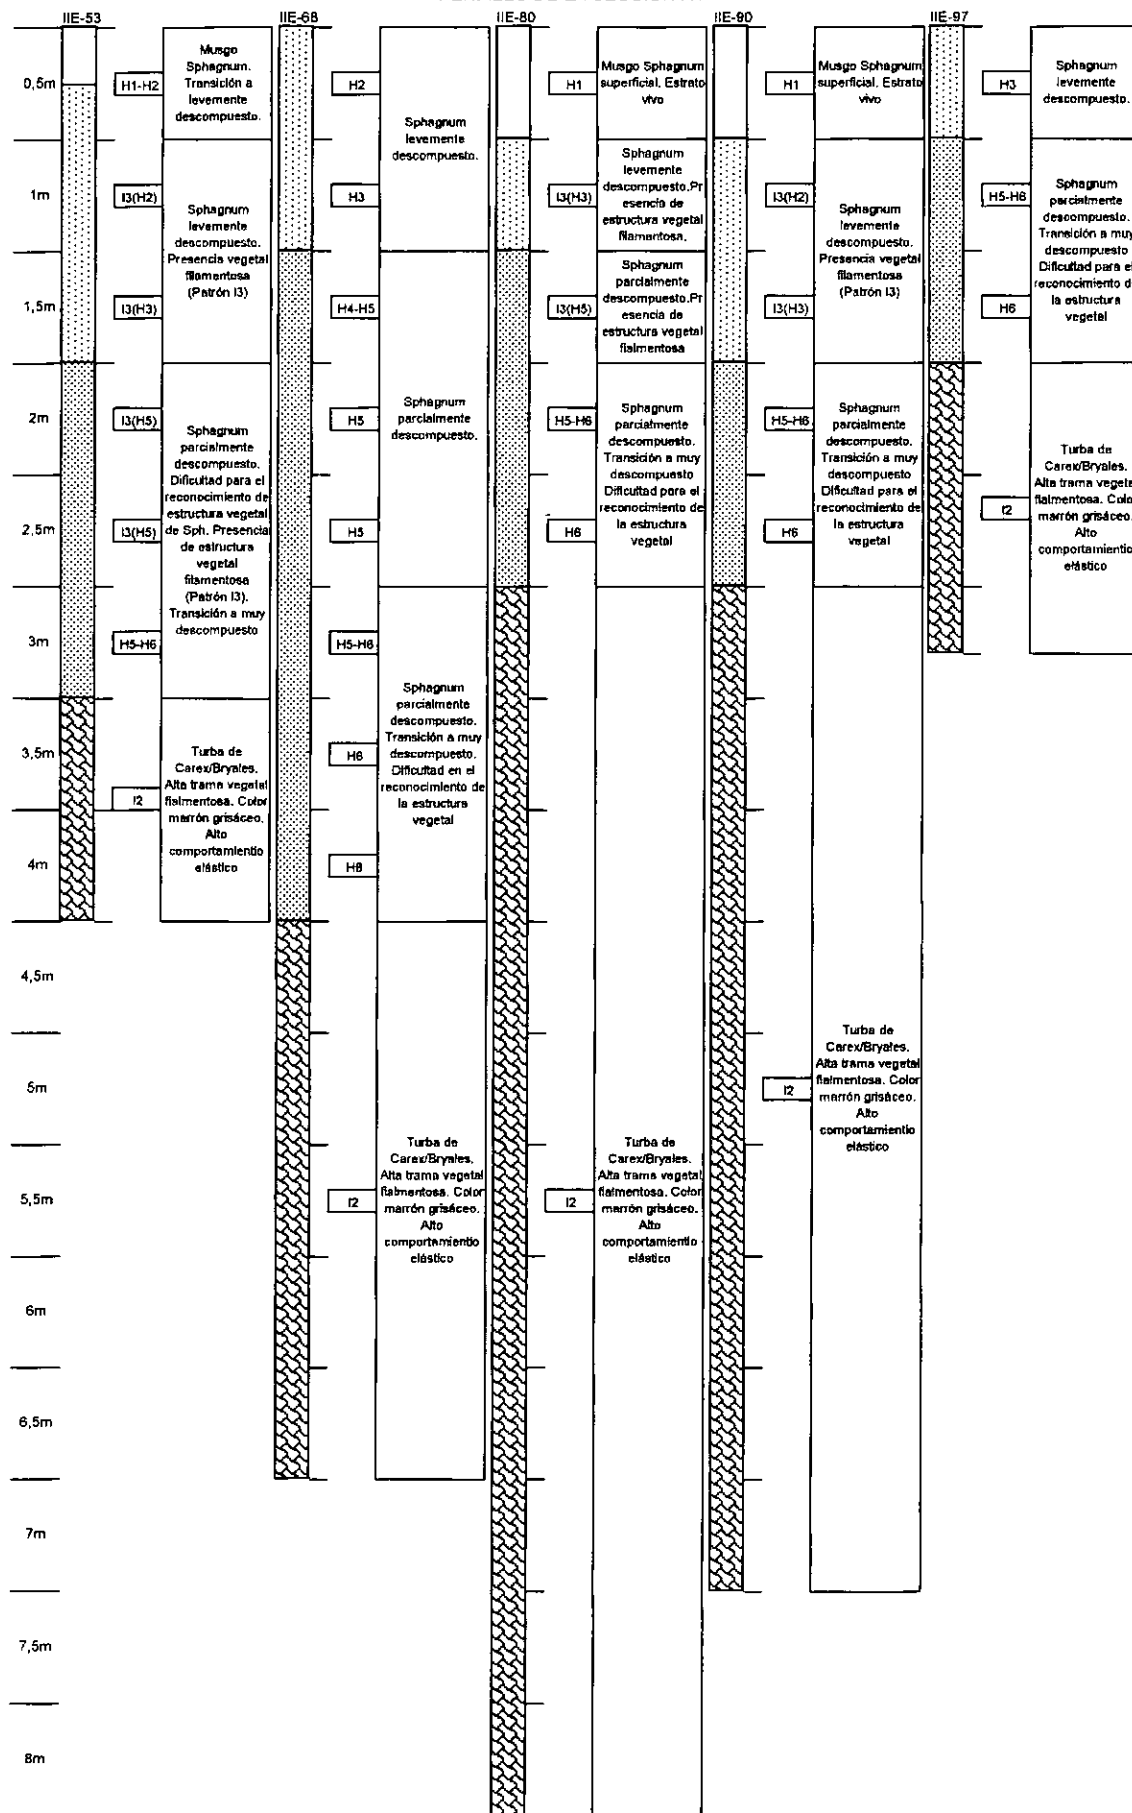 IIE-53
IIE-68
IIE-80
IIE-90
IIE-97
0,5m
1m
1,5m
2m
2,5m
3m
3,5m
4m
4,5m
5m
5,5m
6m
6,5m
7m
7,5m
8m
H1-H2
I3(H2)
I3(H3)
I3(H5)
I3(H5)
H5-H6
I2
Musgo
Sphagnum.
Transición a
levemente
descompuesto.
Sphagnum
levemente
descompuesto.
Presencia vegetal
filamentosa
(Patrón I3)
Sphagnum
parcialmente
descompuesto.
Dificultad para el
reconocimiento de
estructura vegetal
de Sph. Presencia
de estructura
vegetal
filamentosa
(Patrón I3).
Transición a muy
descompuesto
Turba de
Carex/Bryales.
Alta trama vegetal
fialmentosa. Color
marrón grisáceo.
Alto
comportamientio
elástico
H2
H3
H4-H5
H5
H5
H5-H6
H6
H8
I2
Sphagnum
levemente
descompuesto.
Sphagnum
parcialmente
descompuesto.
Sphagnum
parcialmente
descompuesto.
Transición a muy
descompuesto.
Dificultad en el
reconocimiento de
la estructura
vegetal
Turba de
Carex/Bryales.
Alta trama vegetal
fialmentosa. Color
marrón grisáceo.
Alto
comportamientio
elástico
H1
I3(H3)
I3(H5)
H5-H6
H6
I2
Musgo Sphagnum
superficial. Estrato
vivo
Sphagnum
levemente
descompuesto.Pr
esencia de
estructura vegetal
filamentosa.
Sphagnum
parcialmente
descompuesto.Pr
esencia de
estructura vegetal
fialmentosa
Sphagnum
parcialmente
descompuesto.
Transición a muy
descompuesto
Dificultad para el
reconocimiento de
la estructura
vegetal
Turba de
Carex/Bryales.
Alta trama vegetal
fialmentosa. Color
marrón grisáceo.
Alto
comportamientio
elástico
H1
I3(H2)
I3(H3)
H5-H6
H6
I2
Musgo Sphagnum
superficial. Estrato
vivo
Sphagnum
levemente
descompuesto.
Presencia vegetal
filamentosa
(Patrón I3)
Sphagnum
parcialmente
descompuesto.
Transición a muy
descompuesto
Dificultad para el
reconocimiento de
la estructura
vegetal
Turba de
Carex/Bryales.
Alta trama vegetal
fialmentosa. Color
marrón grisáceo.
Alto
comportamientio
elástico
H3
H5-H6
H6
I2
Sphagnum
levemente
descompuesto.
Sphagnum
parcialmente
descompuesto.
Transición a muy
descompuesto
Dificultad para el
reconocimiento d
la estructura
vegetal
Turba de
Carex/Bryales.
Alta trama vegeta
fialmentosa. Colo
marrón grisáceo.
Alto
comportamientio
elástico